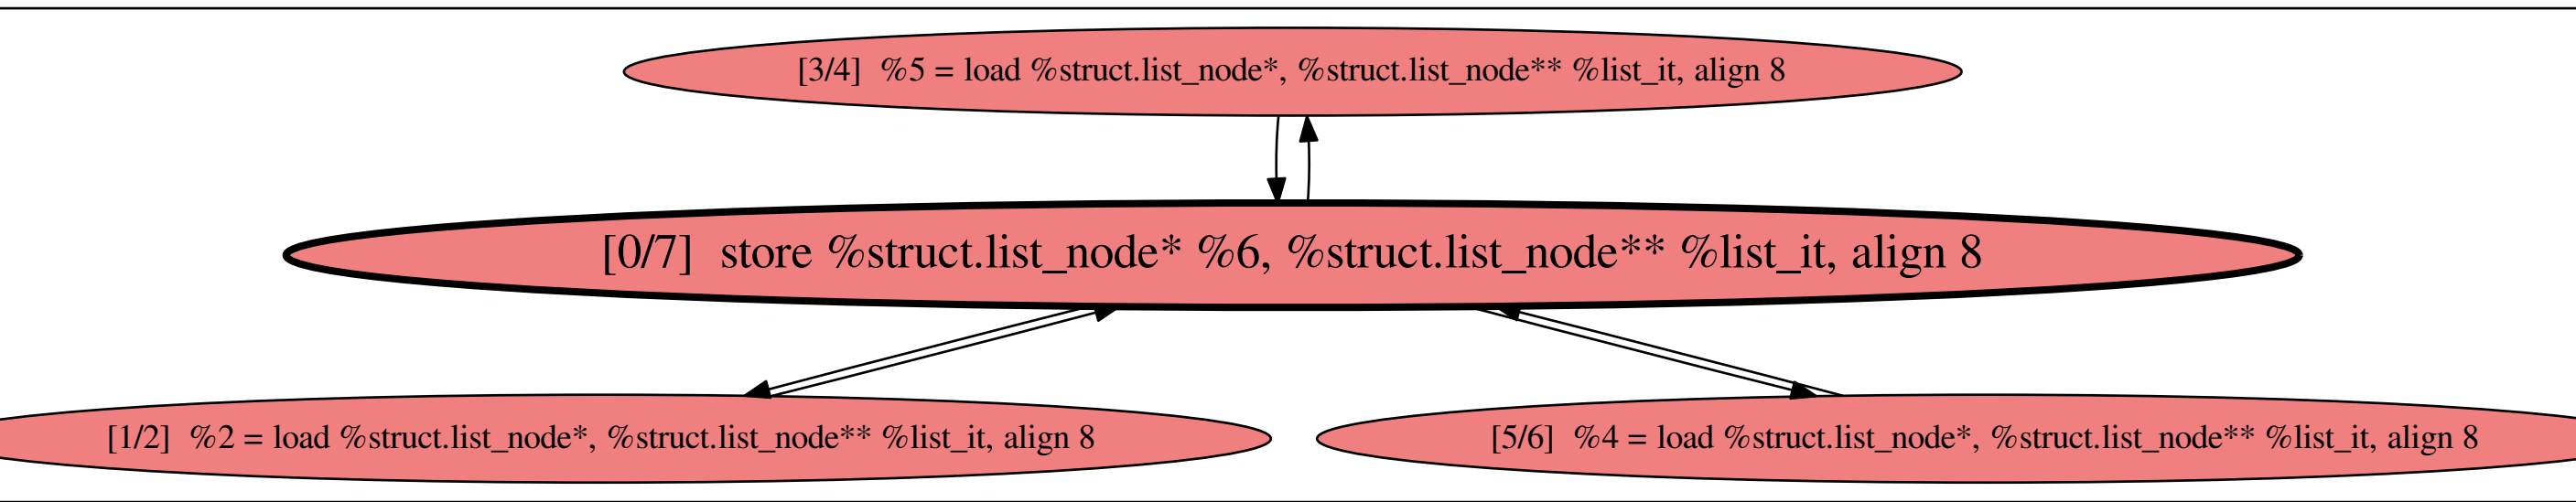 [3/4]  %5 = load %struct.list_node*, %struct.list_node** %list_it, align 8
[0/7]  store %struct.list_node* %6, %struct.list_node** %list_it, align 8
[1/2]  %2 = load %struct.list_node*, %struct.list_node** %list_it, align 8
[5/6]  %4 = load %struct.list_node*, %struct.list_node** %list_it, align 8